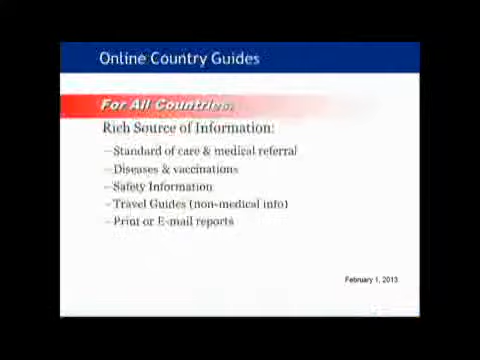 Online Country Guides
For All Countries:
Rich Source of Information:
–Standard of care & medical referral
–Diseases & vaccinations
–Safety Information
–Travel Guides (non-medical info)
–Print or E-mail reports
February 1, 2013